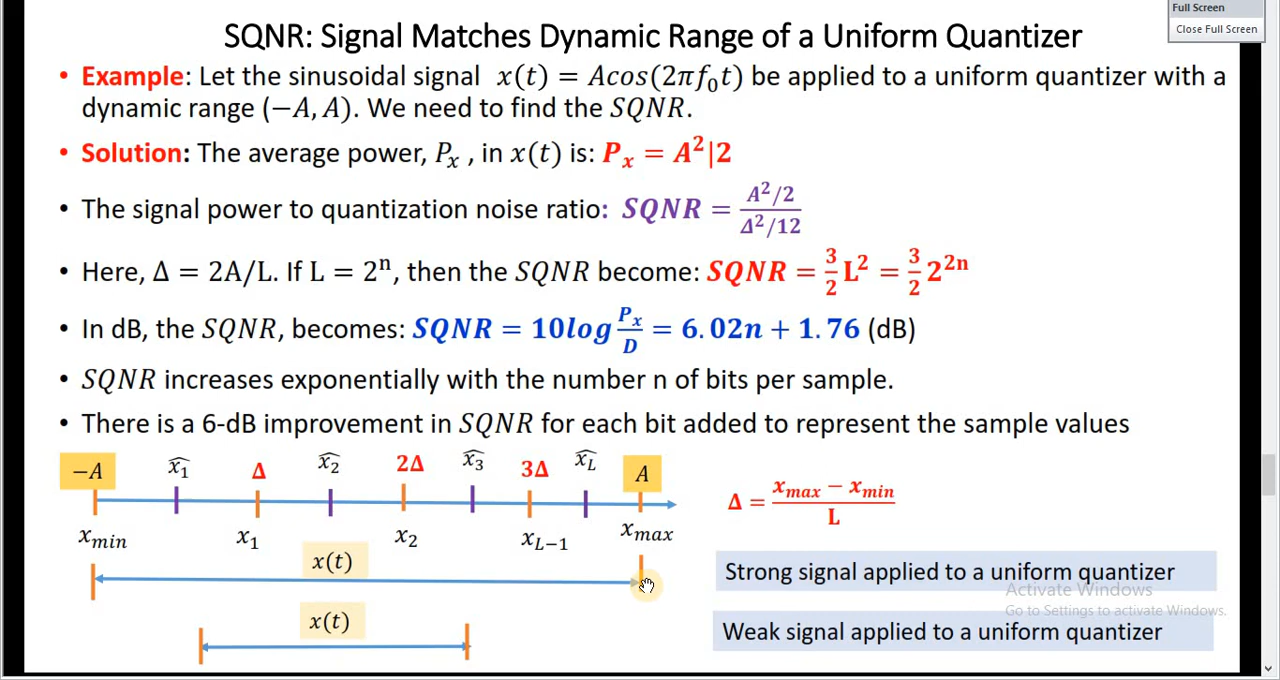 Full Screen
Close Full Screen
SQNR: Signal Matches Dynamic Range of a Uniform Quantizer
• Example: Let the sinusoidal signal x(t) = Acos(2πf₀t) be applied to a uniform quantizer with a
dynamic range (−A, A). We need to find the SQNR.
• Solution: The average power, Pₓ , in x(t) is: Pₓ = A²|2
• The signal power to quantization noise ratio: SQNR = (A²/2)/(Δ²/12)
• Here, Δ = 2A/L. If L = 2ⁿ, then the SQNR become: SQNR = 3/2 L² = 3/2 2²ⁿ
• In dB, the SQNR, becomes: SQNR = 10log Pₓ/D = 6.02n + 1.76 (dB)
• SQNR increases exponentially with the number n of bits per sample.
• There is a 6-dB improvement in SQNR for each bit added to represent the sample values
−A x̂₁ Δ x̂₂ 2Δ x̂₃ 3Δ x̂_L A
Δ = (x_max − x_min)/L
x_min x₁ x₂ x_{L−1} x_max
x(t)
Strong signal applied to a uniform quantizer
Activate Windows
Go to Settings to activate Windows.
x(t)
Weak signal applied to a uniform quantizer